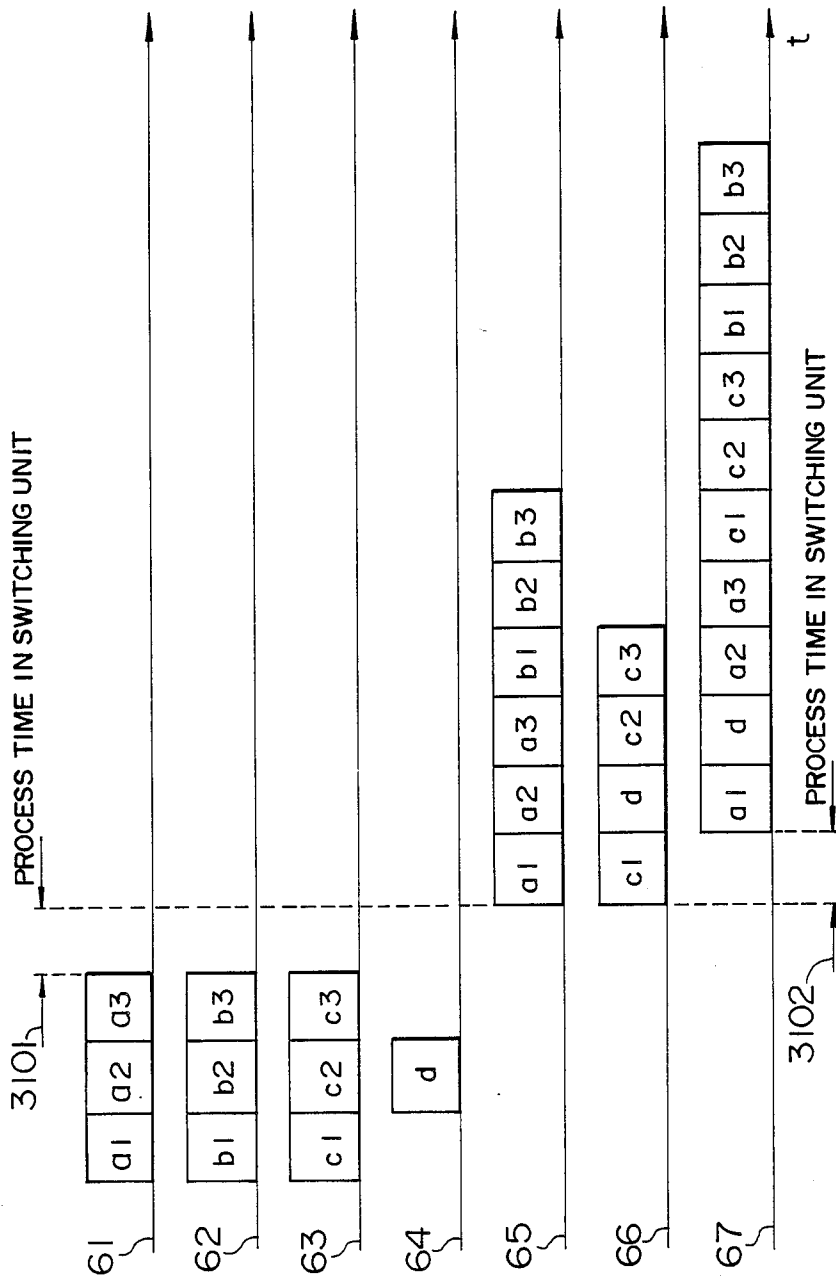 PROCESS TIME IN SWITCHING UNIT
3101
61 a1 a2 a3
62 b1 b2 b3
63 c1 c2 c3
64 d
65 a1 a2 a3 b1 b2 b3
66 c1 d c2 c3
67 a1 d a2 a3 c1 c2 c3 b1 b2 b3
t
3102
PROCESS TIME IN SWITCHING UNIT